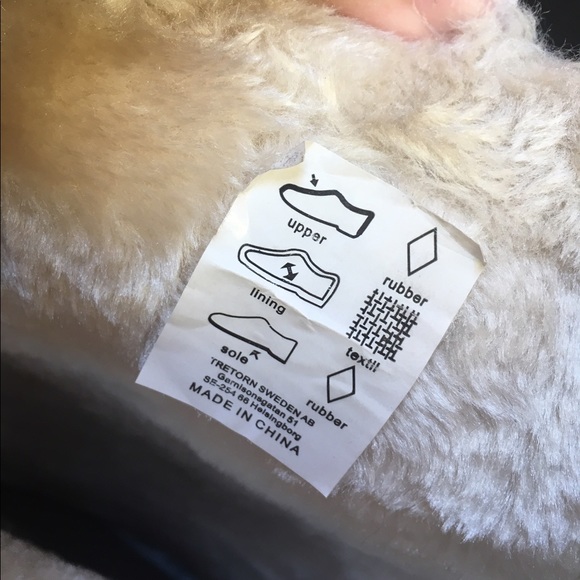 upper
rubber
lining
textil
sole
rubber
TRETORN SWEDEN AB
Garnisonsgatan 51
SE-254 66 Helsingborg
MADE IN CHINA